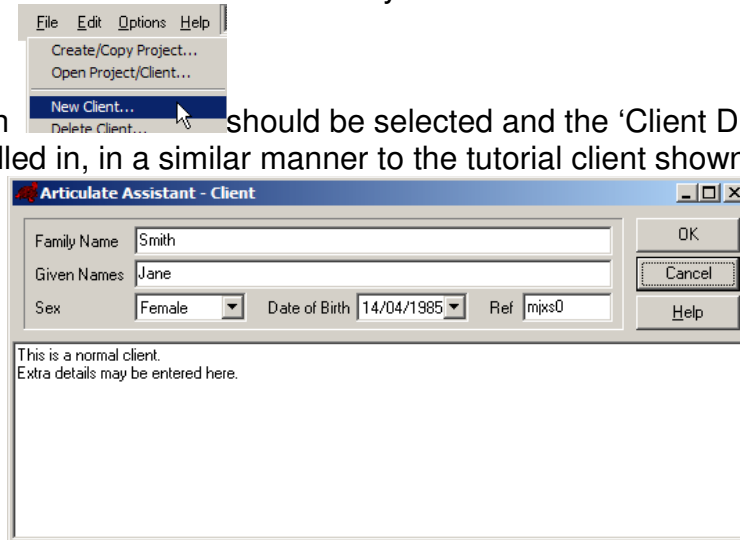 File Edit Options Help
Create/Copy Project...
Open Project/Client...
New Client...
Delete Client...
should be selected and the ‘Client D
lled in, in a similar manner to the tutorial client shown
Articulate Assistant - Client
Family Name Smith OK
Given Names Jane Cancel
Sex Female Date of Birth 14/04/1985 Ref mjxs0 Help
This is a normal client.
Extra details may be entered here.